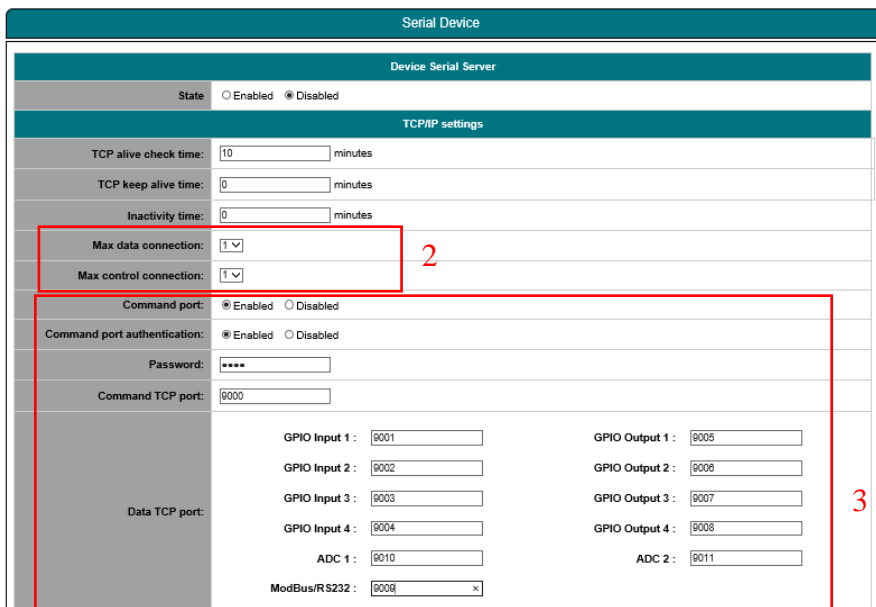 Serial Device
Device Serial Server
State Enabled Disabled
TCP/IP settings
TCP alive check time: 10 minutes
TCP keep alive time: 0 minutes
Inactivity time: 0 minutes
Max data connection: 1
2
Max control connection: 1
Command port: Enabled Disabled
Command port authentication: Enabled Disabled
Password: ••••
Command TCP port: 9000
GPIO Input 1 : 9001 GPIO Output 1 : 9005
GPIO Input 2 : 9002 GPIO Output 2 : 9006
GPIO Input 3 : 9003 GPIO Output 3 : 9007
3
Data TCP port:
GPIO Input 4 : 9004 GPIO Output 4 : 9008
ADC 1 : 9010 ADC 2 : 9011
ModBus/RS232 : 9009 ×